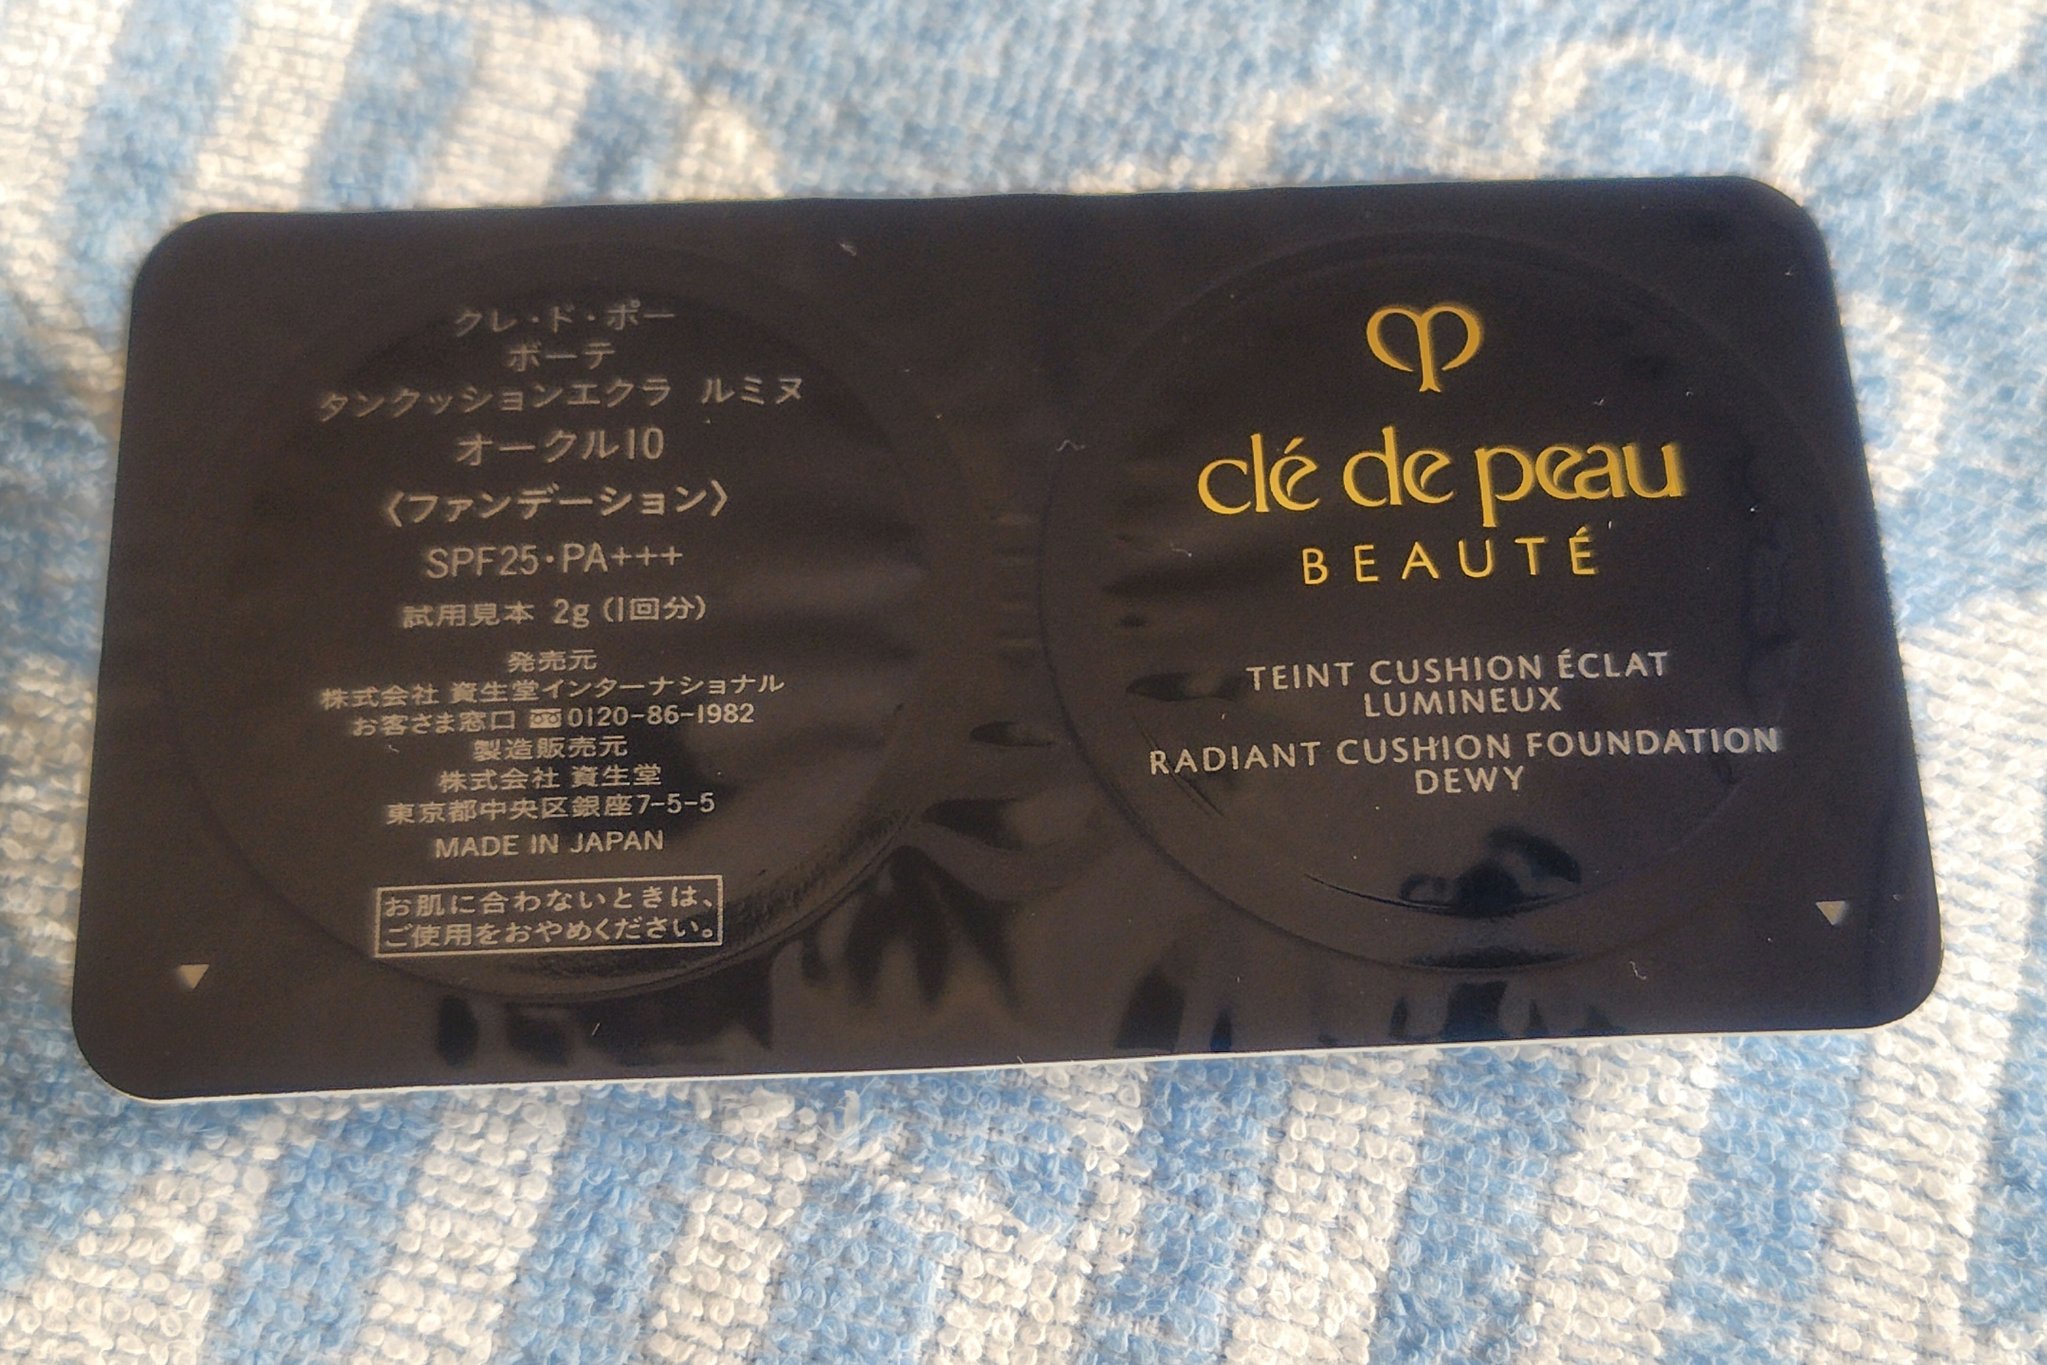 クレ・ド・ポー
ボーテ
タンクッションエクラ ルミヌ
オークル10
〈ファンデーション〉
SPF25・PA+++
試用見本 2g (1回分)
発売元
株式会社 資生堂インターナショナル
お客さま窓口 0120-86-1982
製造販売元
株式会社 資生堂
東京都中央区銀座7-5-5
MADE IN JAPAN
お肌に合わないときは、
ご使用をおやめください。
clé de peau
BEAUTÉ
TEINT CUSHION ÉCLAT
LUMINEUX
RADIANT CUSHION FOUNDATION
DEWY